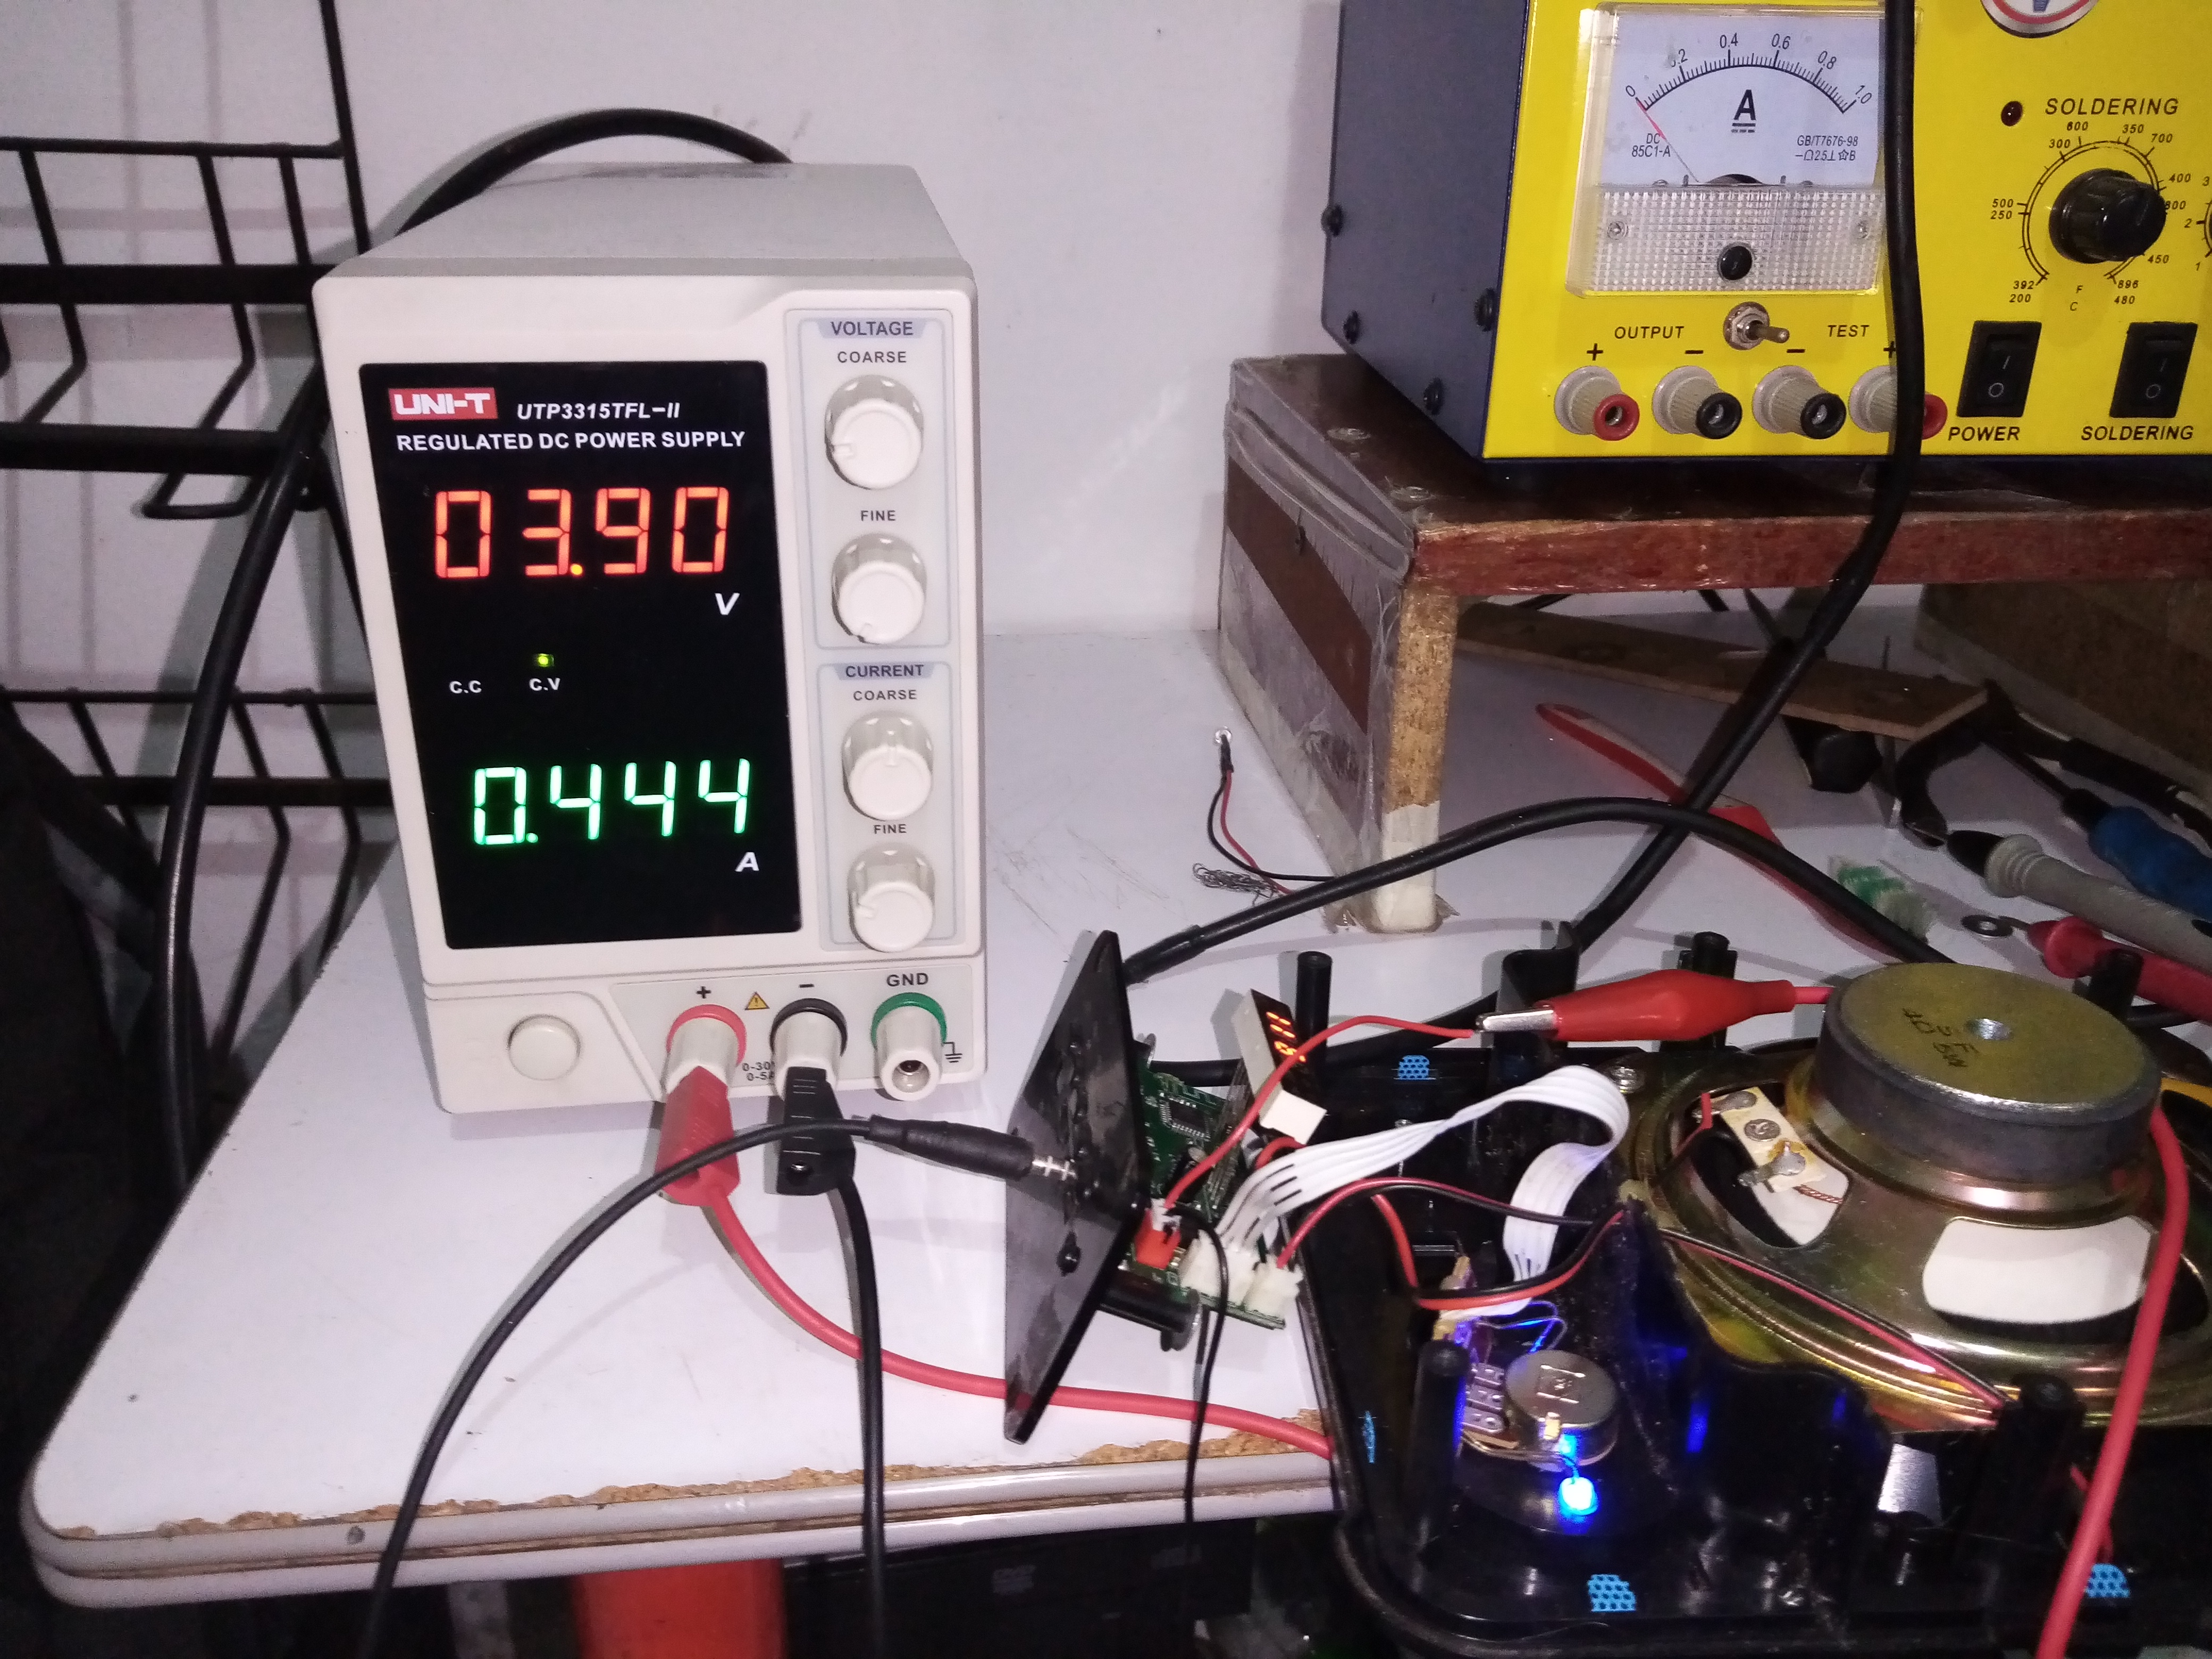 UNI-T UTP3315TFL-II
REGULATED DC POWER SUPPLY
03.90
V
C.C C.V
0.444
A
VOLTAGE
COARSE
FINE
CURRENT
COARSE
FINE
+ - GND
0 0.4 0.6 0.8 1.0
A
DC
85C1-A
GB/T7676-98
SOLDERING
600 350 700
300
400
500
250
450
392 896
200 F 480
C
OUTPUT TEST
+ - - +
POWER SOLDERING